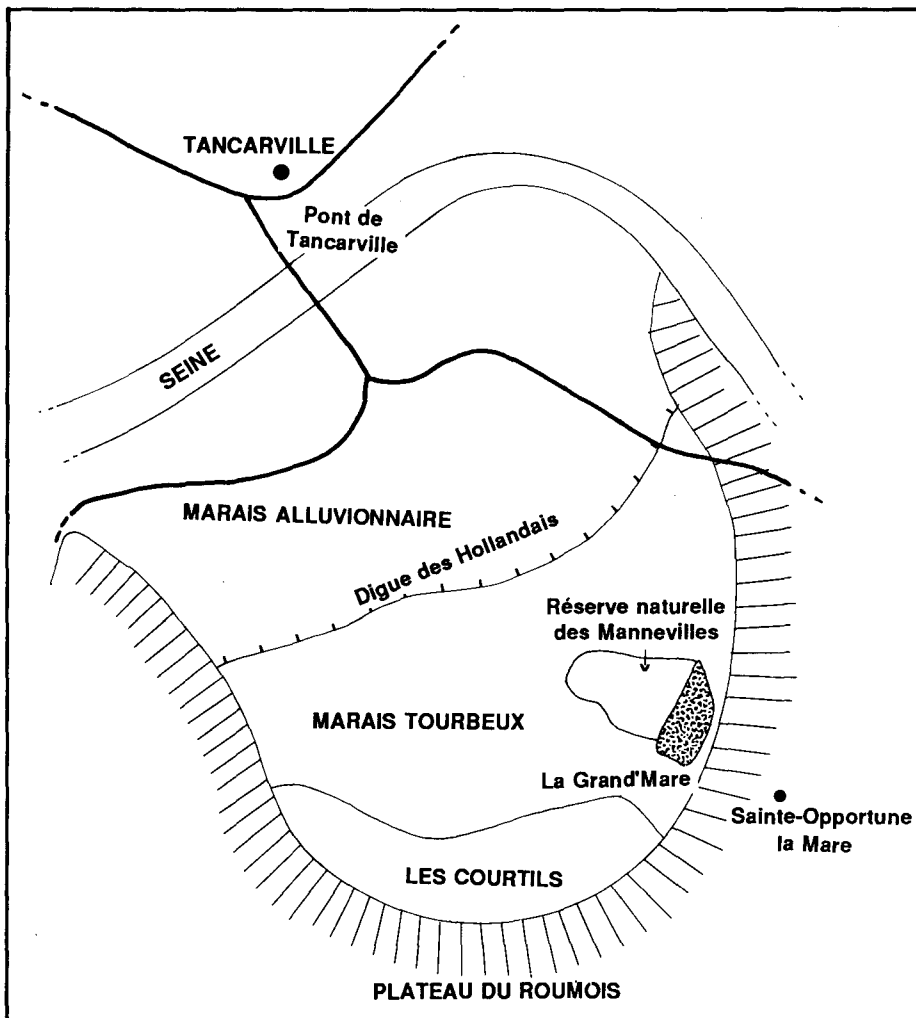 TANCARVILLE
Pont de
Tancarville
SEINE
MARAIS ALLUVIONNAIRE
Digue des Hollandais
Réserve naturelle
des Mannevilles
MARAIS TOURBEUX
La Grand'Mare
Sainte-Opportune
la Mare
LES COURTILS
PLATEAU DU ROUMOIS